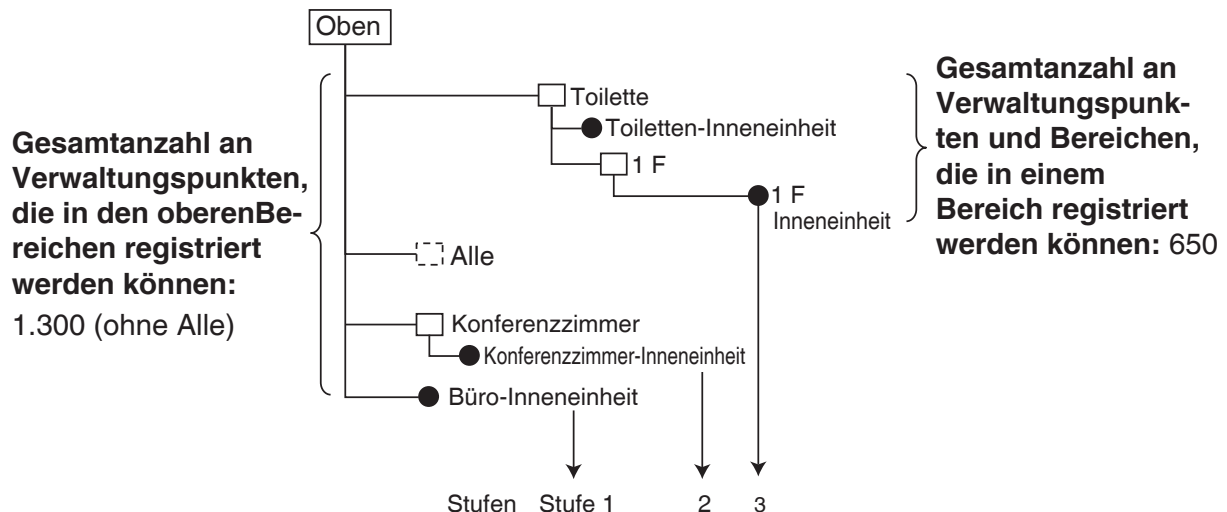 Oben
Gesamtanzahl an
Verwaltungspunkten,
die in den oberenBe-
reichen registriert
werden können:
1.300 (ohne Alle)
Toilette
Toiletten-Inneneinheit
1 F
1 F
Inneneinheit
Alle
Konferenzzimmer
Konferenzzimmer-Inneneinheit
Büro-Inneneinheit
Gesamtanzahl an
Verwaltungspunk-
ten und Bereichen,
die in einem
Bereich registriert
werden können: 650
Stufen Stufe 1 2 3